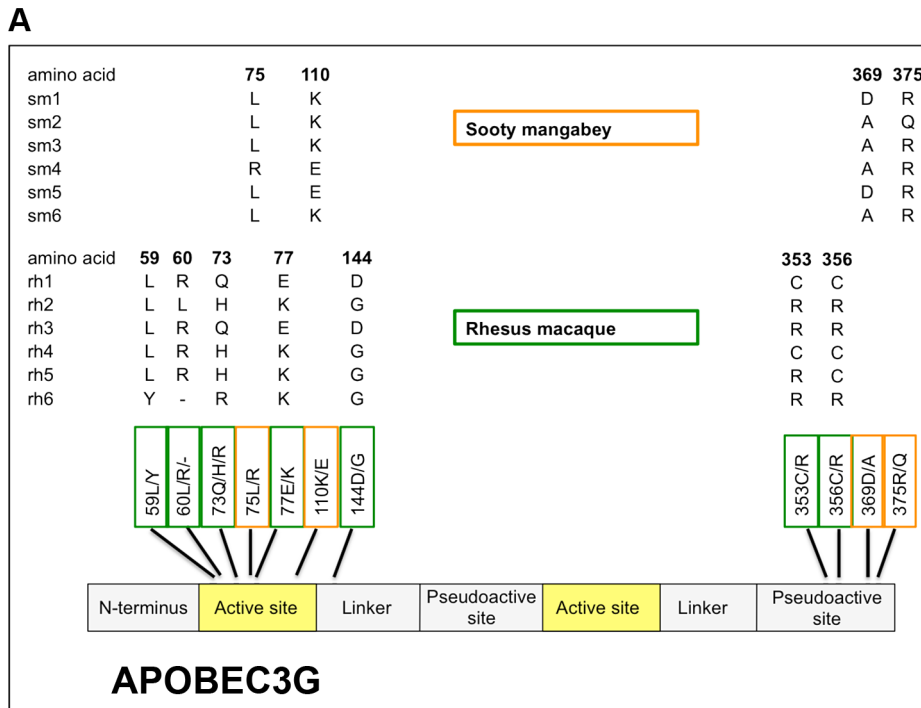 A
amino acid 75 110 369 375
sm1 L K D R
sm2 L K A Q
sm3 L K A R
sm4 R E A R
sm5 L E D R
sm6 L K A R
Sooty mangabey
amino acid 59 60 73 77 144 353 356
rh1 L R Q E D C C
rh2 L L H K G R R
rh3 L R Q E D R R
rh4 L R H K G C C
rh5 L R H K G R C
rh6 Y - R K G R R
Rhesus macaque
59L/Y
60L/R/-
73Q/H/R
75L/R
77E/K
110K/E
144D/G
353C/R
356C/R
369D/A
375R/Q
N-terminus
Active site
Linker
Pseudoactive
site
Active site
Linker
Pseudoactive
site
APOBEC3G